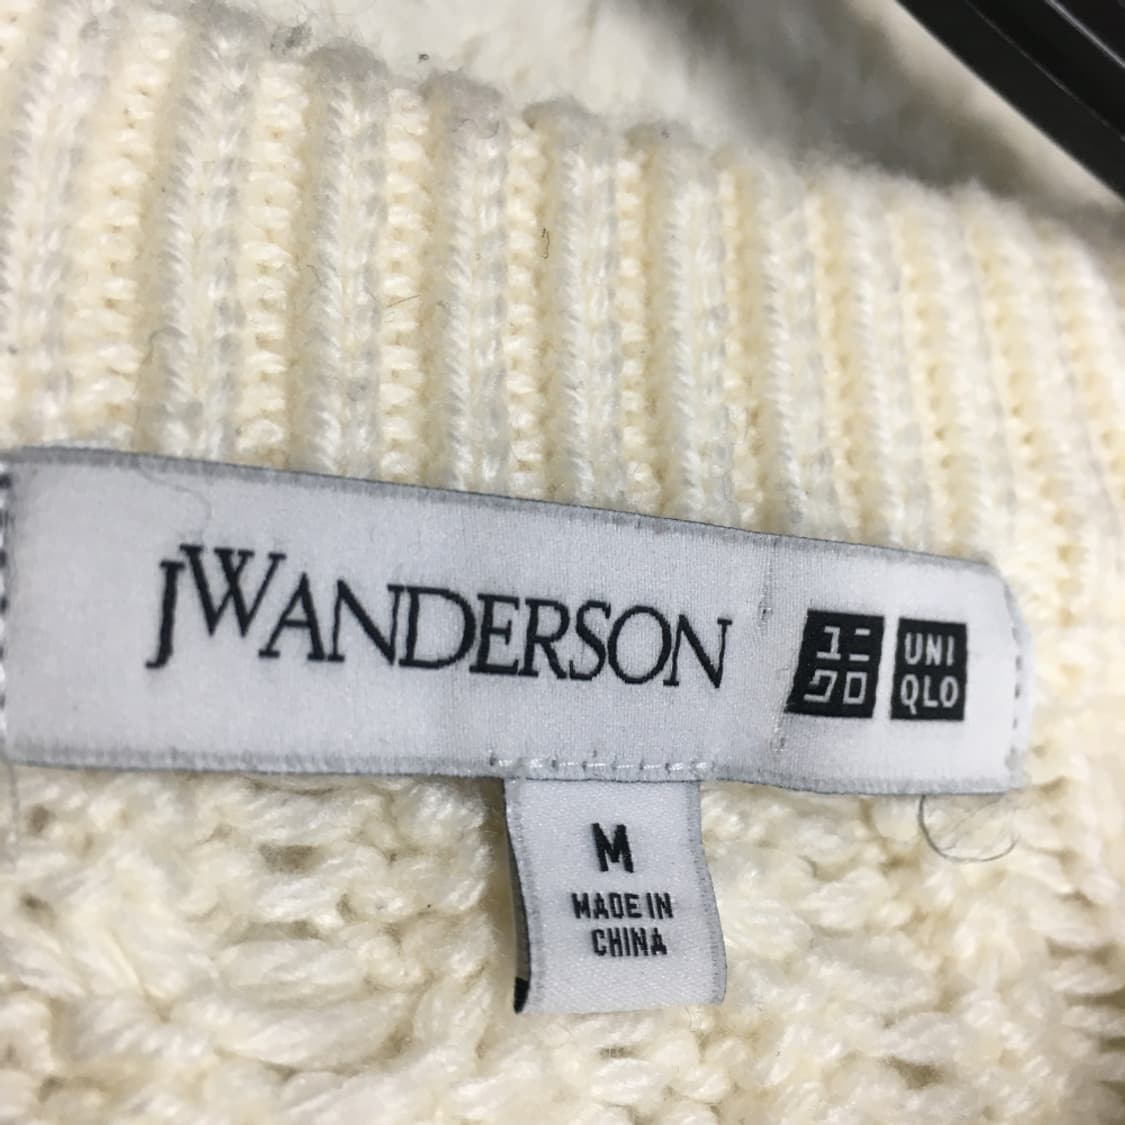 JWANDERSON
ユニ
クロ
UNI
QLO
M
MADE IN
CHINA